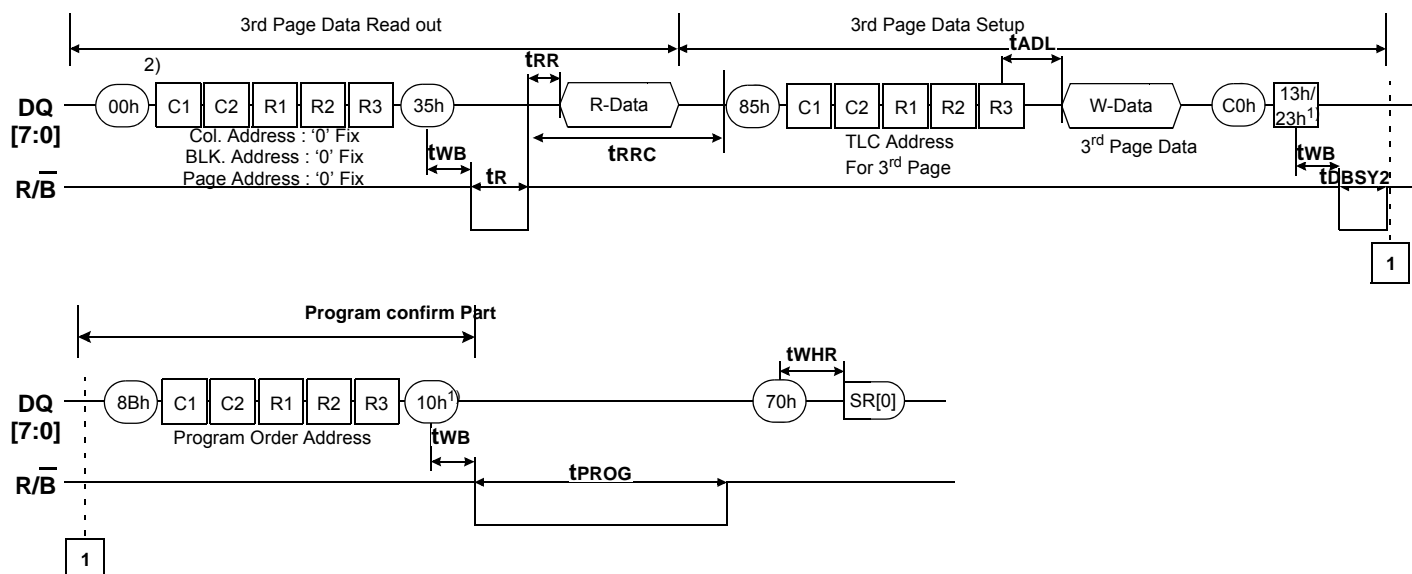 3rd Page Data Read out
3rd Page Data Setup
tADL
tRR
2)
DQ
[7:0]
00h C1 C2 R1 R2 R3 35h R-Data 85h C1 C2 R1 R2 R3 W-Data C0h 13h/
23h1)
Col. Address : '0' Fix
BLK. Address : '0' Fix
Page Address : '0' Fix
tWB
tRRC
TLC Address
For 3rd Page
3rd Page Data
tWB
R/B
tR
tDBSY2
1
Program confirm Part
tWHR
DQ
[7:0]
8Bh C1 C2 R1 R2 R3 10h1) 70h SR[0]
Program Order Address
tWB
R/B
tPROG
1